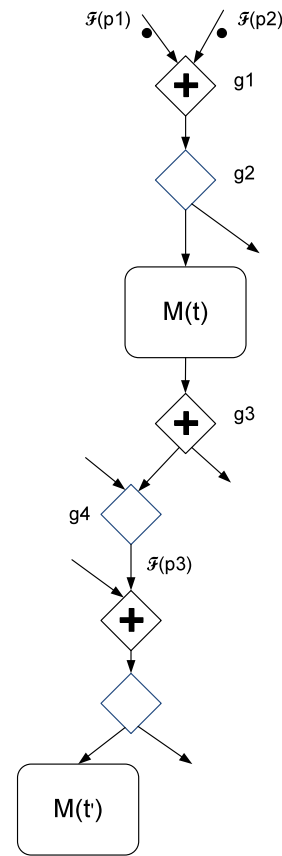 ℱ(p1)
ℱ(p2)
g1
g2
M(t)
g3
g4
ℱ(p3)
M(t')